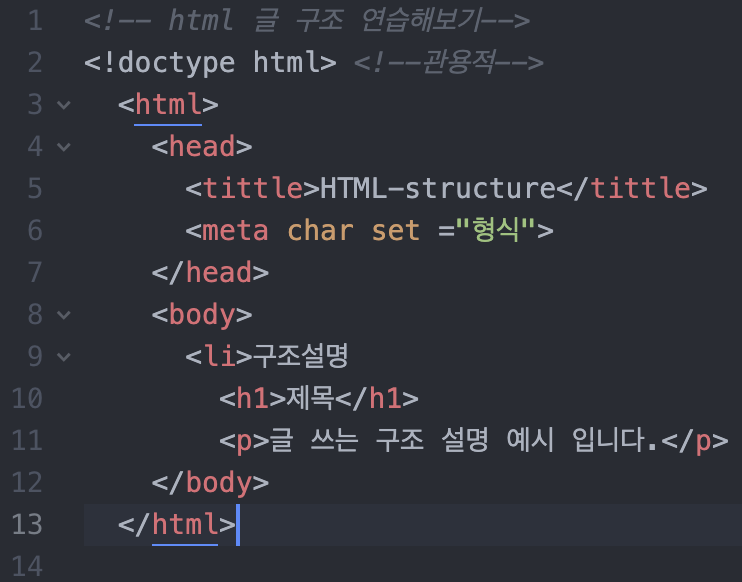 1 <!-- html 글 구조 연습해보기-->
2 <!doctype html> <!--관용적-->
3 <html>
4 <head>
5 <tittle>HTML-structure</tittle>
6 <meta char set ="형식">
7 </head>
8 <body>
9 <li>구조설명
10 <h1>제목</h1>
11 <p>글 쓰는 구조 설명 예시 입니다.</p>
12 </body>
13 </html>
14